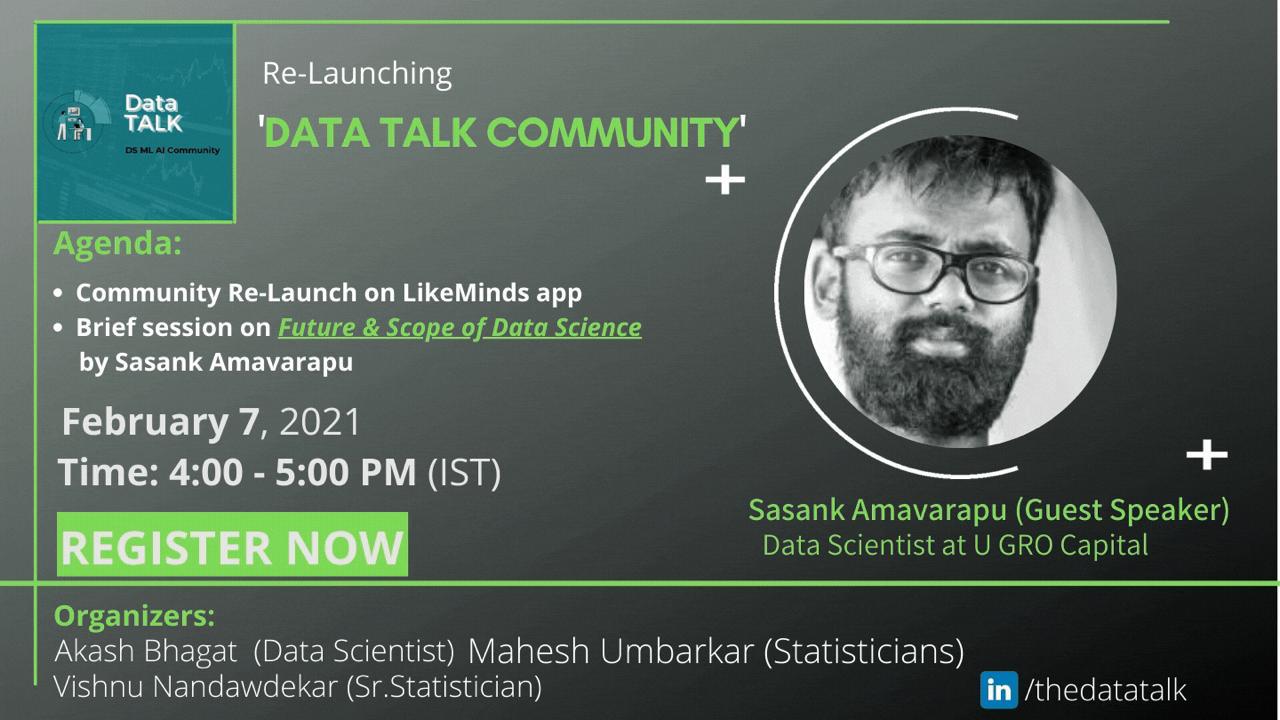 Data
TALK
DS ML AI Community
Re-Launching
'DATA TALK COMMUNITY'
Agenda:
• Community Re-Launch on LikeMinds app
• Brief session on Future & Scope of Data Science
by Sasank Amavarapu
February 7, 2021
Time: 4:00 - 5:00 PM (IST)
REGISTER NOW
Sasank Amavarapu (Guest Speaker)
Data Scientist at U GRO Capital
Organizers:
Akash Bhagat (Data Scientist) Mahesh Umbarkar (Statisticians)
Vishnu Nandawdekar (Sr.Statistician)
in /thedatatalk